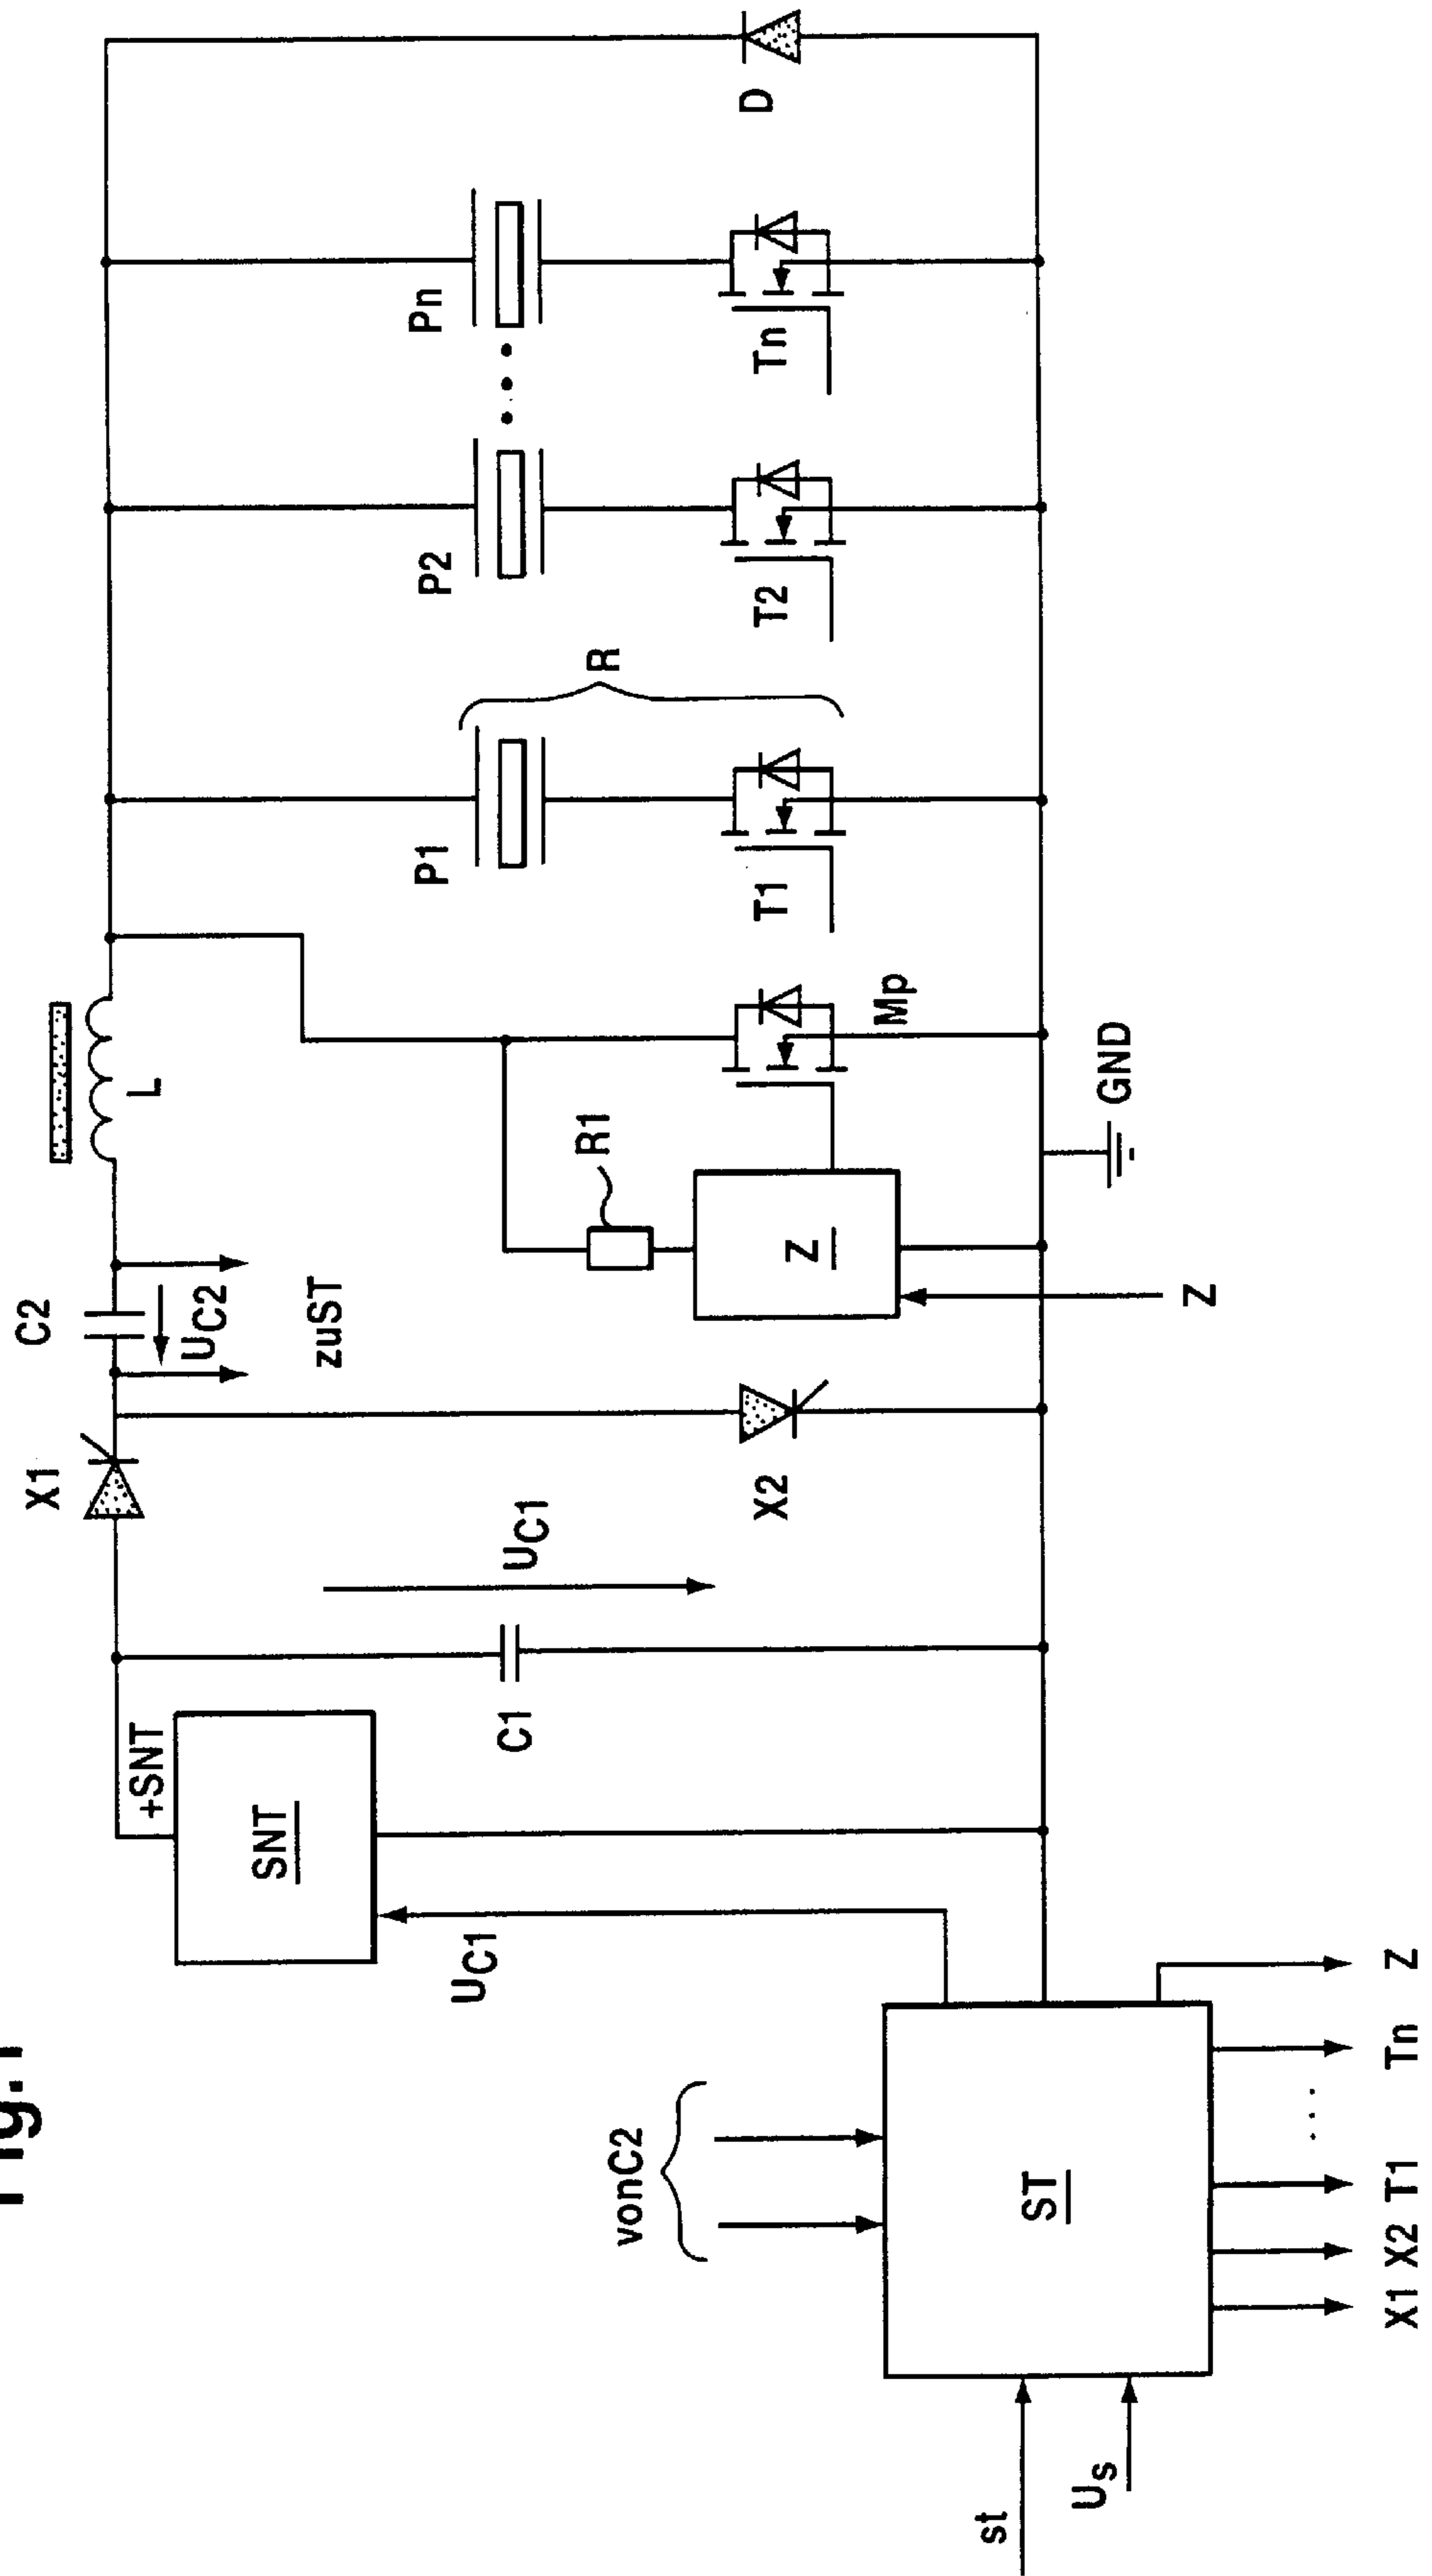 Fig.1
+SNT
SNT
UC1
C1
UC1
X1
X2
C2
UC2
zuST
L
R1
Z
Z
GND
Mp
P1
T1
R
P2
T2
Pn
Tn
D
vonC2
ST
st
Us
X1
X2
T1
...
Tn
Z